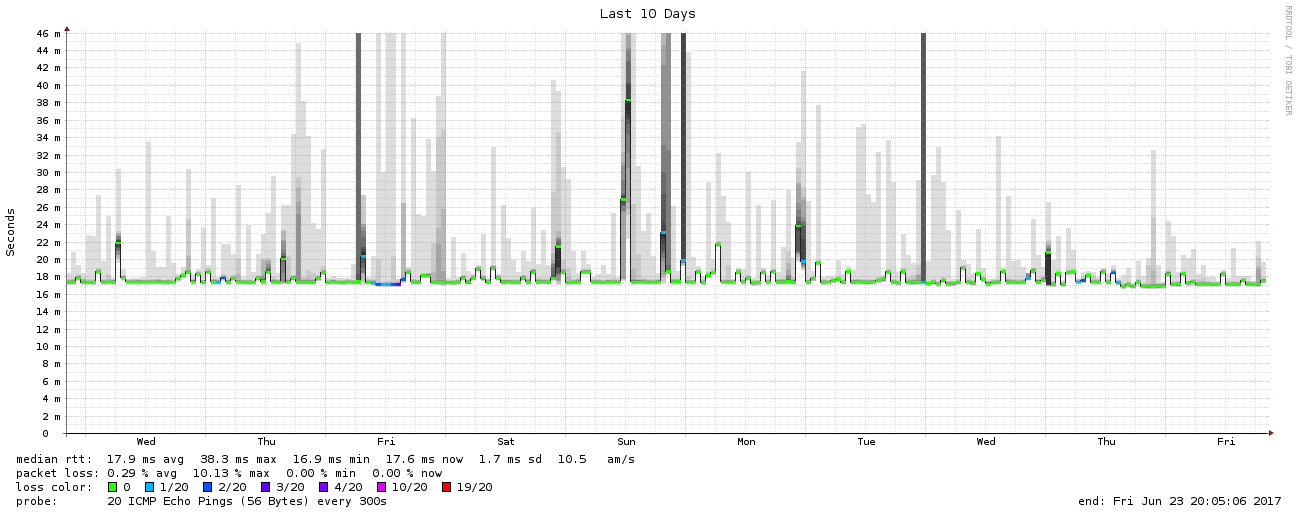 Last 10 Days
RRDTOOL / TOBI OETIKER
Seconds
46 m
44 m
42 m
40 m
38 m
36 m
34 m
32 m
30 m
28 m
26 m
24 m
22 m
20 m
18 m
16 m
14 m
12 m
10 m
8 m
6 m
4 m
2 m
0
Wed Thu Fri Sat Sun Mon Tue Wed Thu Fri
median rtt: 17.9 ms avg 38.3 ms max 16.9 ms min 17.6 ms now 1.7 ms sd 10.5 am/s
packet loss: 0.29 % avg 10.13 % max 0.00 % min 0.00 % now
loss color: 0 1/20 2/20 3/20 4/20 10/20 19/20
probe: 20 ICMP Echo Pings (56 Bytes) every 300s
end: Fri Jun 23 20:05:06 2017